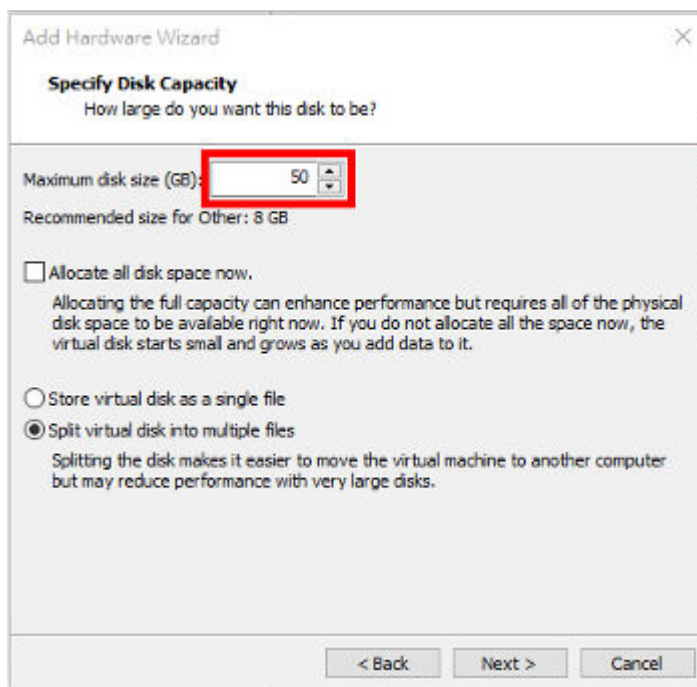 Add Hardware Wizard
Specify Disk Capacity
How large do you want this disk to be?
Maximum disk size (GB): 50
Recommended size for Other: 8 GB
Allocate all disk space now.
Allocating the full capacity can enhance performance but requires all of the physical
disk space to be available right now. If you do not allocate all the space now, the
virtual disk starts small and grows as you add data to it.
Store virtual disk as a single file
Split virtual disk into multiple files
Splitting the disk makes it easier to move the virtual machine to another computer
but may reduce performance with very large disks.
< Back Next > Cancel